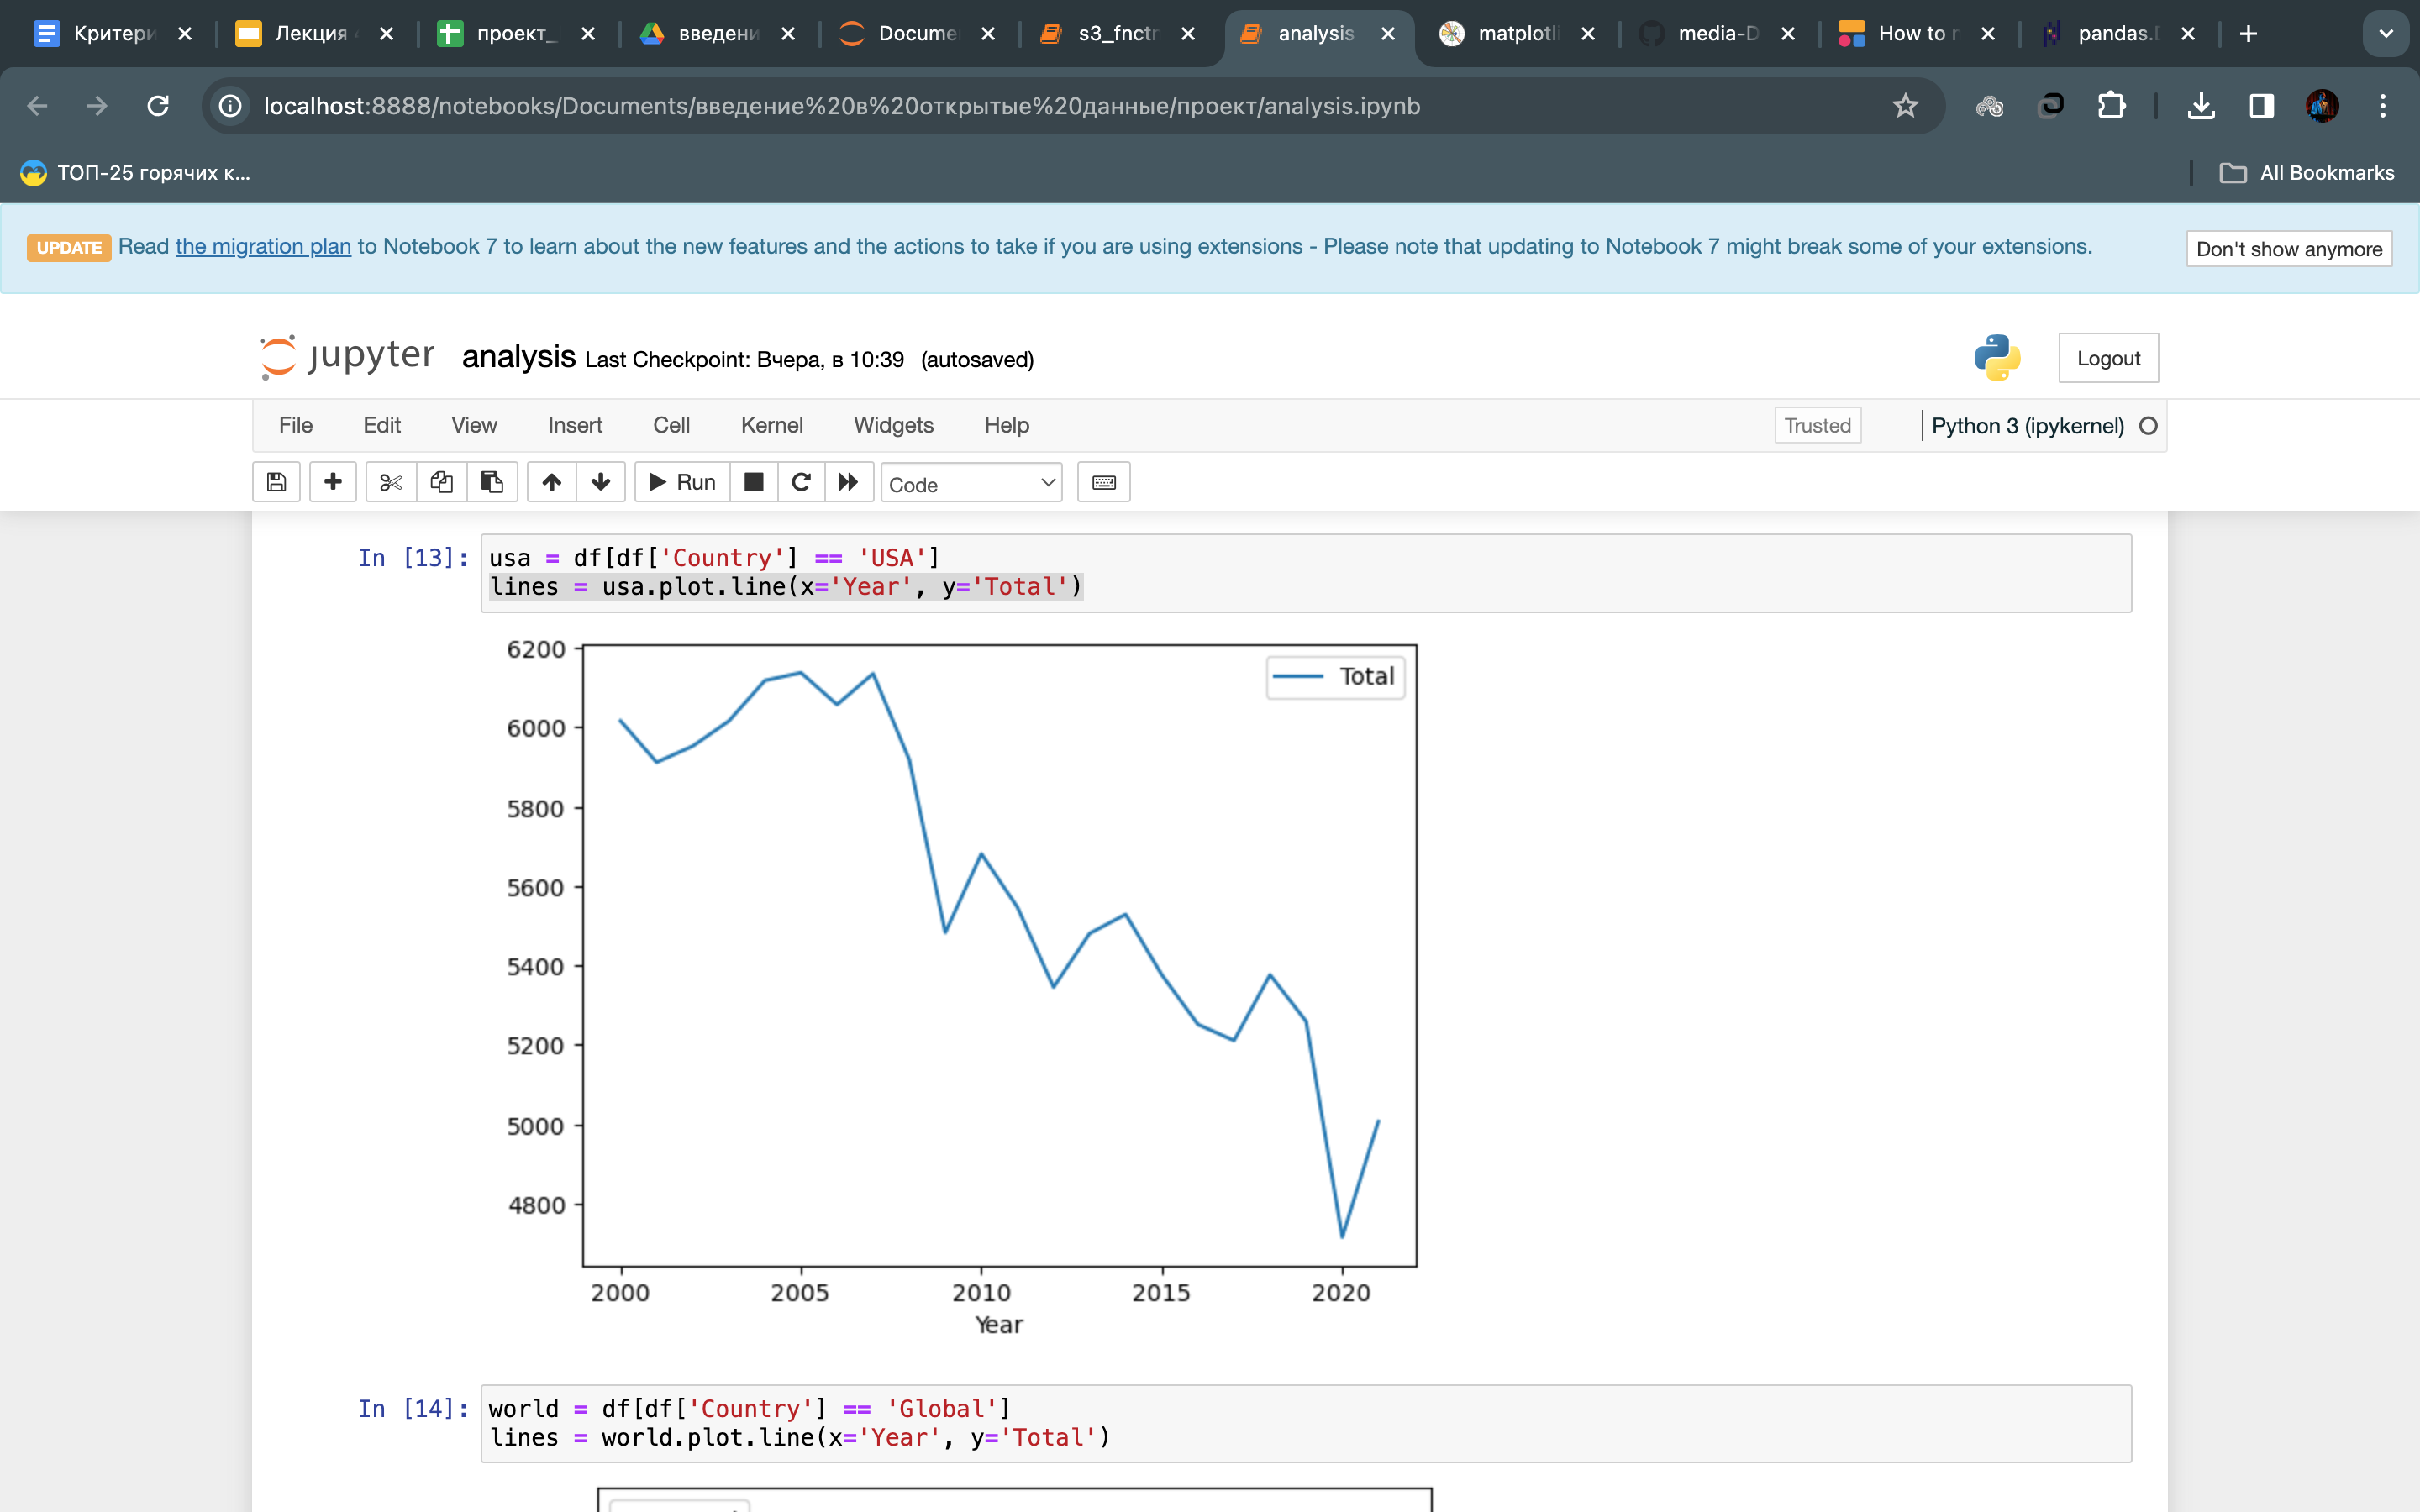 Критери
Лекция 4
проект_
введени
Docume
s3_fnctr
analysis
matplotli
media-D
How to r
pandas.D
localhost:8888/notebooks/Documents/введение%20в%20открытые%20данные/проект/analysis.ipynb
ТОП-25 горячих к...
All Bookmarks
UPDATE Read the migration plan to Notebook 7 to learn about the new features and the actions to take if you are using extensions - Please note that updating to Notebook 7 might break some of your extensions.
Don't show anymore
jupyter analysis Last Checkpoint: Вчера, в 10:39 (autosaved)
Logout
File Edit View Insert Cell Kernel Widgets Help
Trusted
Python 3 (ipykernel)
Run
Code
In [13]: usa = df[df['Country'] == 'USA']
lines = usa.plot.line(x='Year', y='Total')
Total
6200
6000
5800
5600
5400
5200
5000
4800
2000 2005 2010 2015 2020
Year
In [14]: world = df[df['Country'] == 'Global']
lines = world.plot.line(x='Year', y='Total')